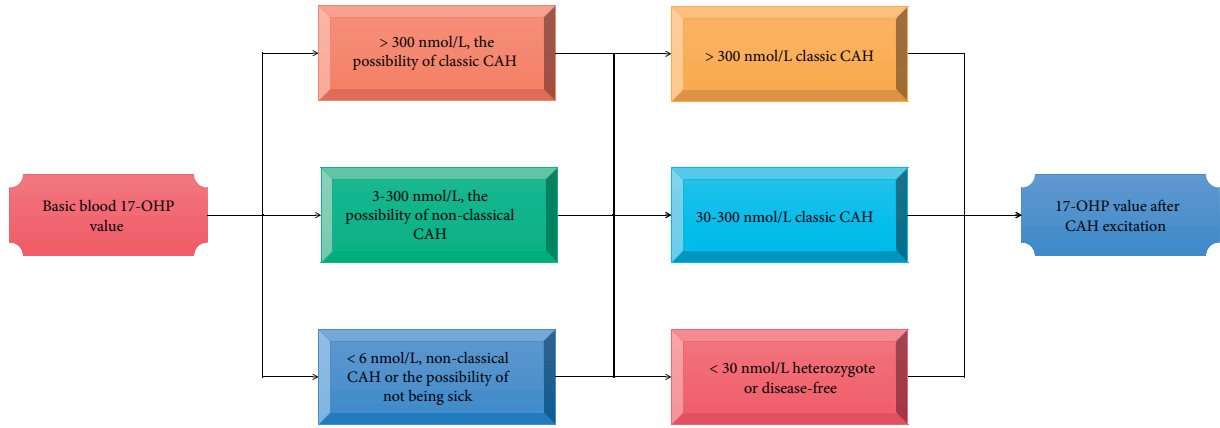 Basic blood 17-OHP
value
> 300 nmol/L, the
possibility of classic CAH
3-300 nmol/L, the
possibility of non-classical
CAH
< 6 nmol/L, non-classical
CAH or the possibility of
not being sick
> 300 nmol/L classic CAH
30-300 nmol/L classic CAH
< 30 nmol/L heterozygote
or disease-free
17-OHP value after
CAH excitation